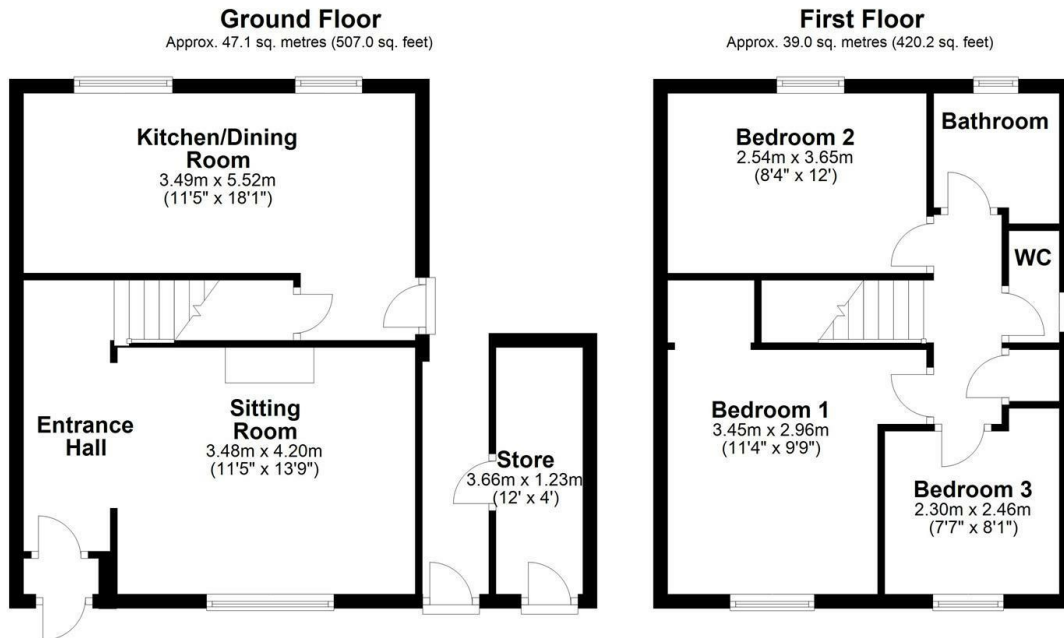 Ground Floor
Approx. 47.1 sq. metres (507.0 sq. feet)
Kitchen/Dining
Room
3.49m x 5.52m
(11'5" x 18'1")
Entrance
Hall
Sitting
Room
3.48m x 4.20m
(11'5" x 13'9")
Store
3.66m x 1.23m
(12' x 4')
First Floor
Approx. 39.0 sq. metres (420.2 sq. feet)
Bedroom 2
2.54m x 3.65m
(8'4" x 12')
Bathroom
WC
Bedroom 1
3.45m x 2.96m
(11'4" x 9'9")
Bedroom 3
2.30m x 2.46m
(7'7" x 8'1")